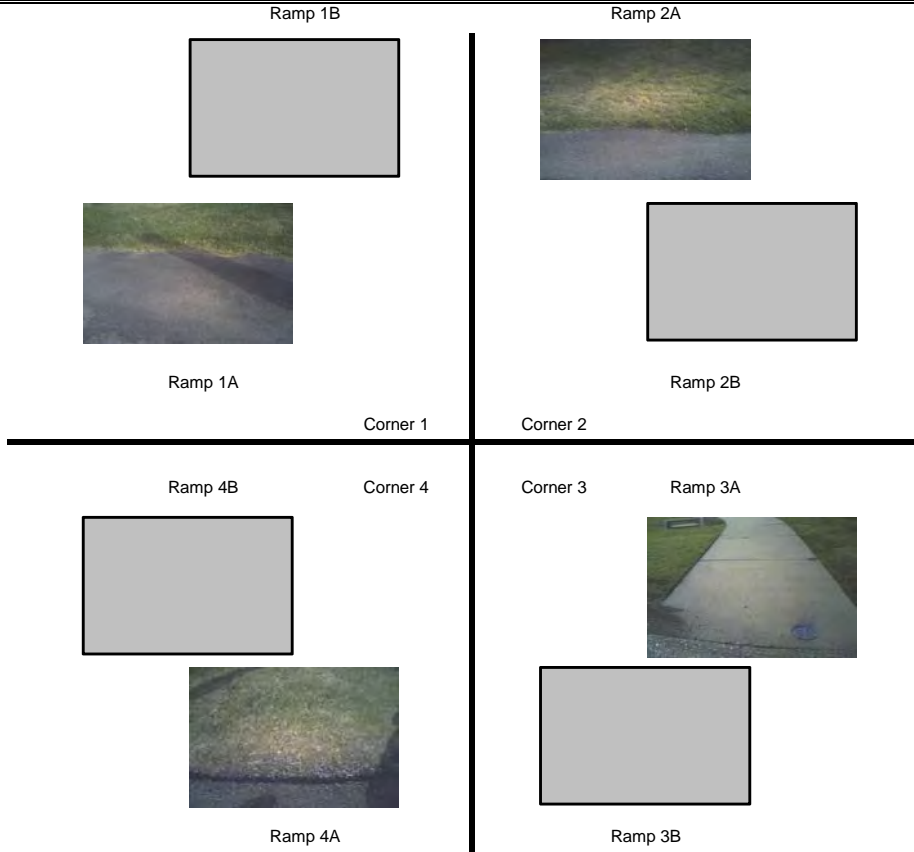 Ramp 1B Ramp 2A
Ramp 1A Ramp 2B
Corner 1 Corner 2
Ramp 4B Corner 4 Corner 3 Ramp 3A
Ramp 4A Ramp 3B